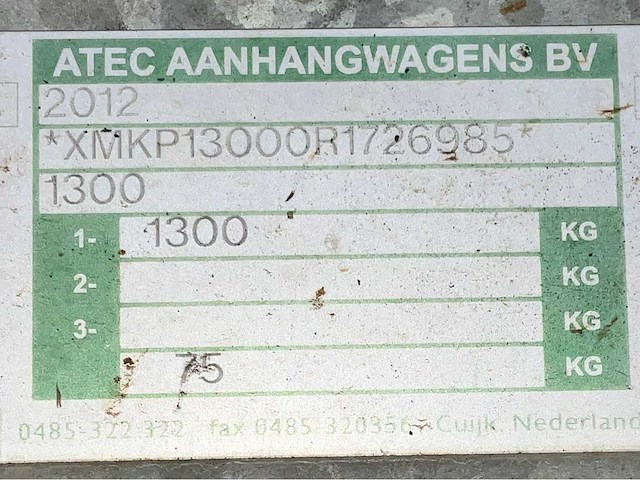 ATEC AANHANGWAGENS BV
2012
*XMKP13000R1726985*
1300
1- 1300 KG
2- KG
3- KG
75 KG
0485-322 322 fax 0485 320356 Cuijk Nederland